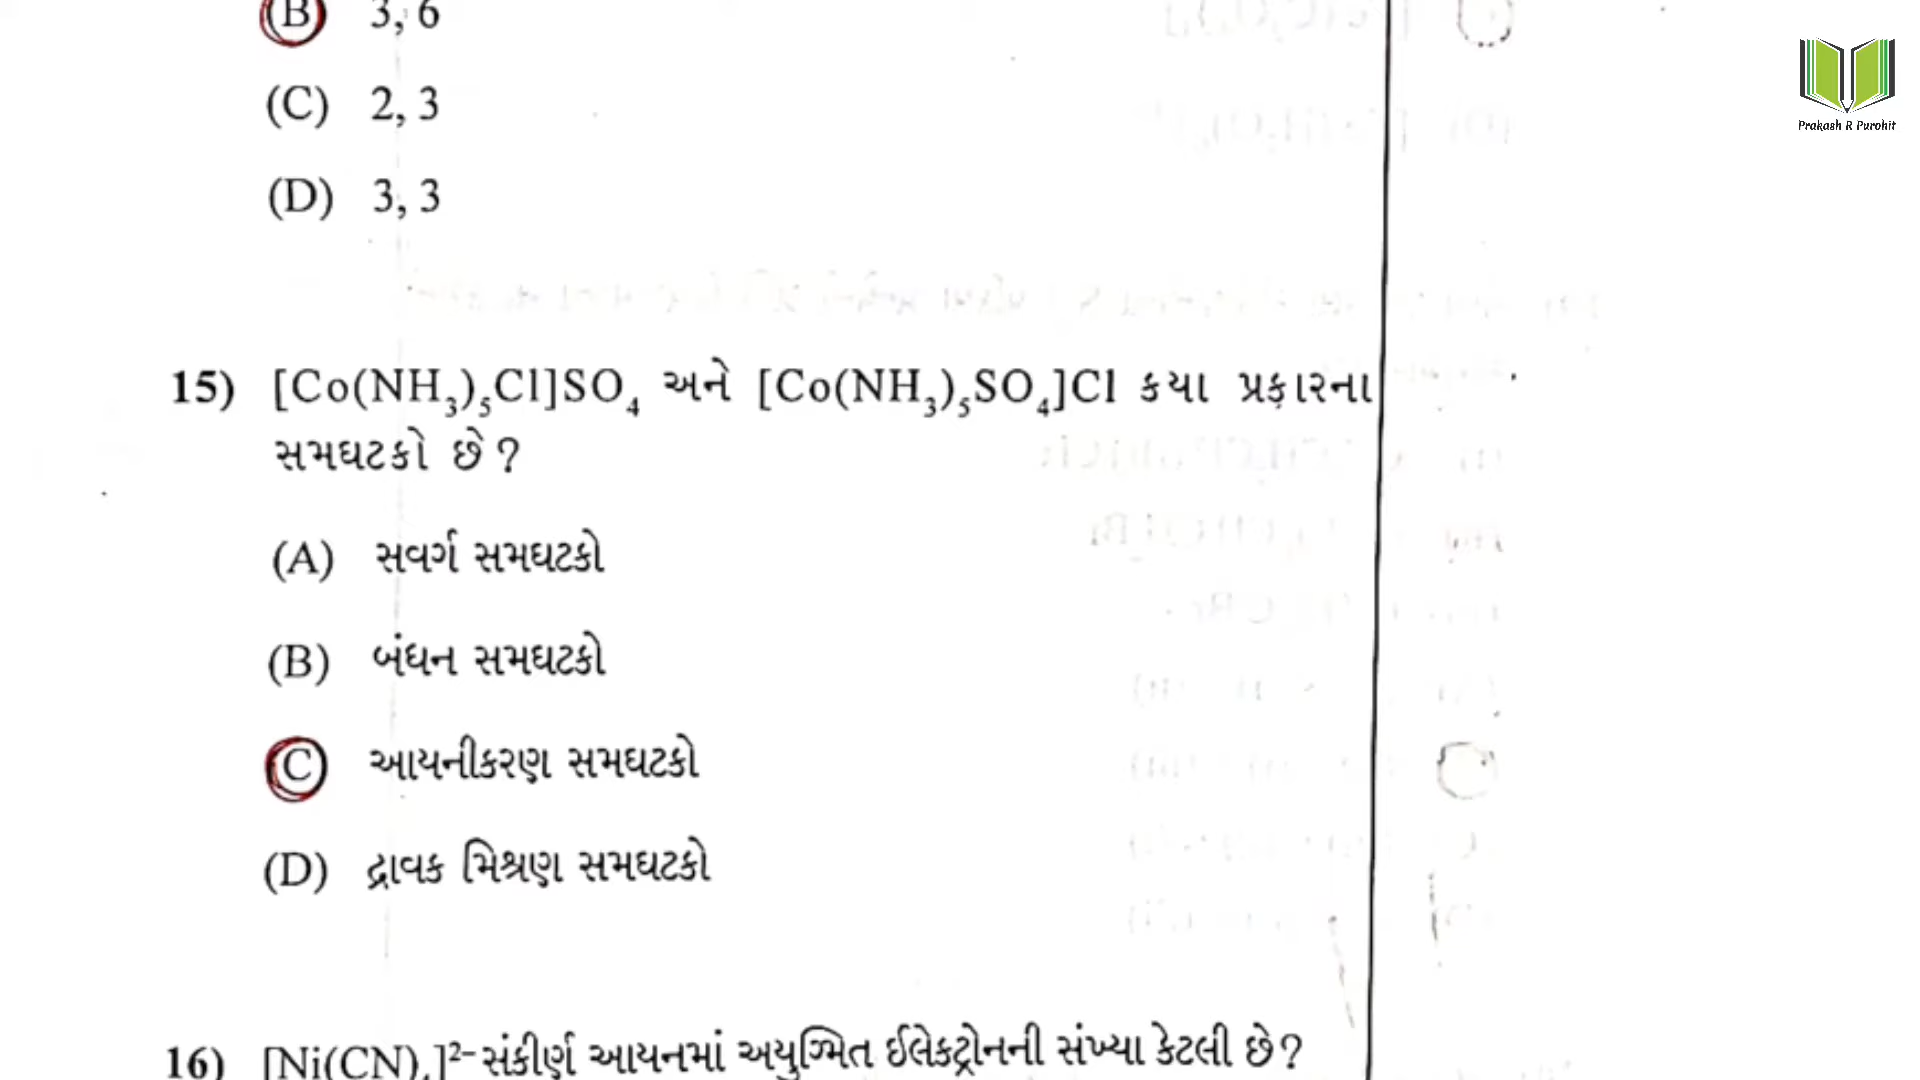 (B) 3, 6
(C) 2, 3
(D) 3, 3
Prakash R Purohit
15) [Co(NH₃)₅Cl]SO₄ અને [Co(NH₃)₅SO₄]Cl કયા પ્રકારના
સમઘટકો છે ?
(A) સવર્ગ સમઘટકો
(B) બંધન સમઘટકો
(C) આયનીકરણ સમઘટકો
(D) દ્રાવક મિશ્રણ સમઘટકો
16) [Ni(CN)₄]²⁻ સંકીર્ણ આયનમાં અયુગ્મિત ઈલેક્ટ્રોનની સંખ્યા કેટલી છે ?